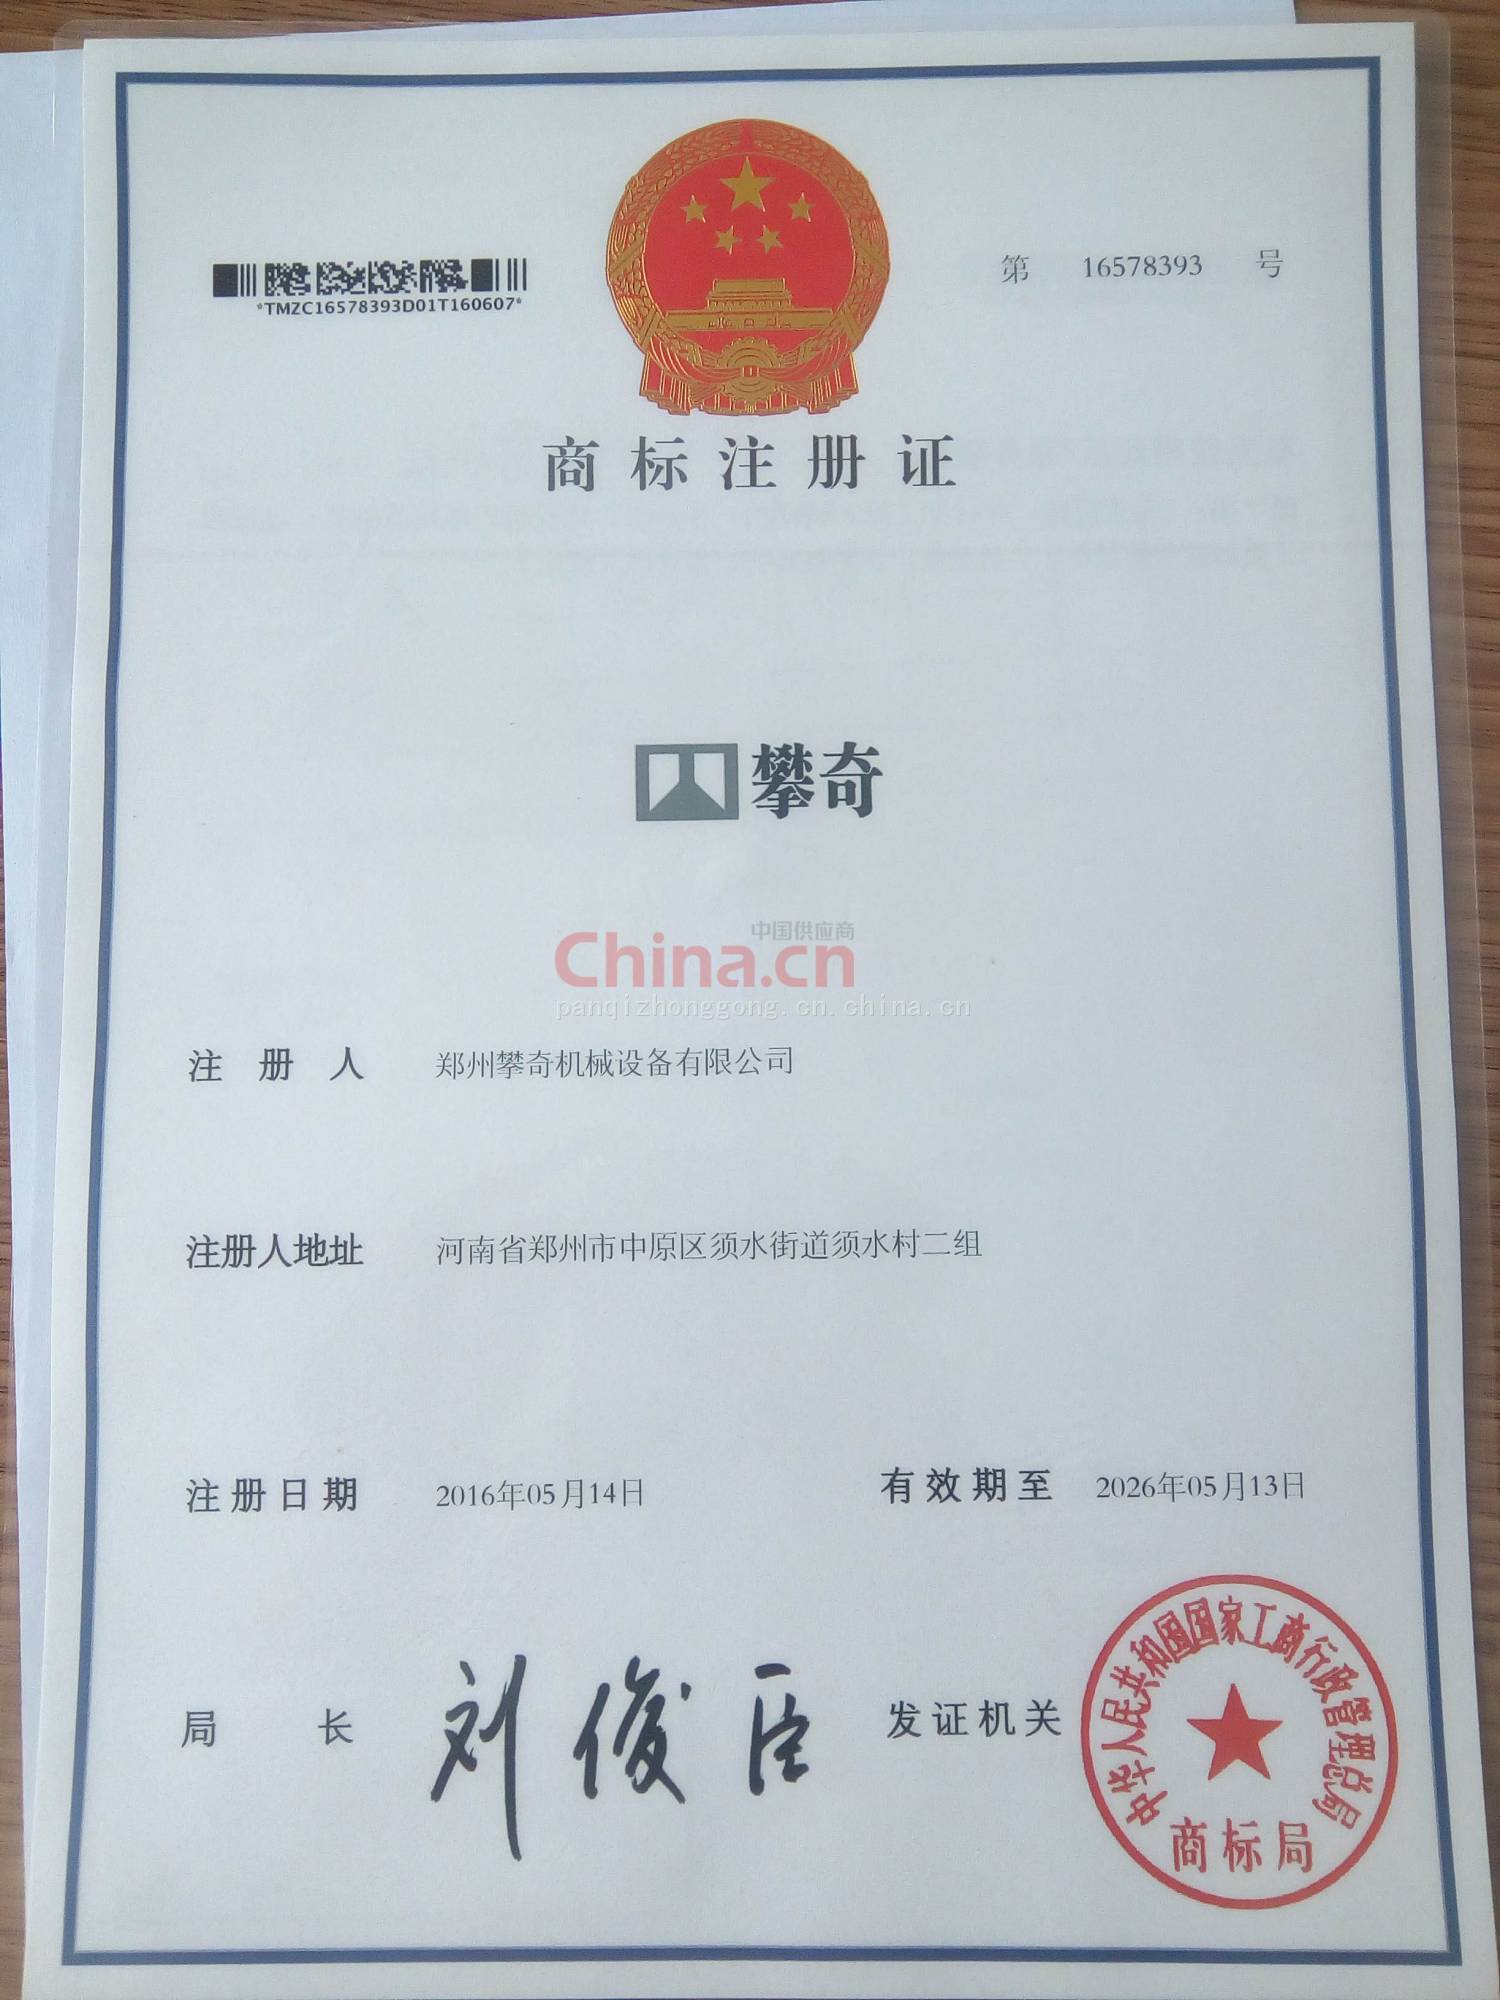 *TMZC16578393D01T160607*
第 16578393 号
商标注册证
攀奇
中国供应商
China.cn
panqizhonggong.cn.china.cn
注册人 郑州攀奇机械设备有限公司
注册人地址 河南省郑州市中原区须水街道须水村二组
注册日期 2016年05月14日 有效期至 2026年05月13日
局长 刘俊臣 发证机关
中华人民共和国国家工商行政管理总局
商标局